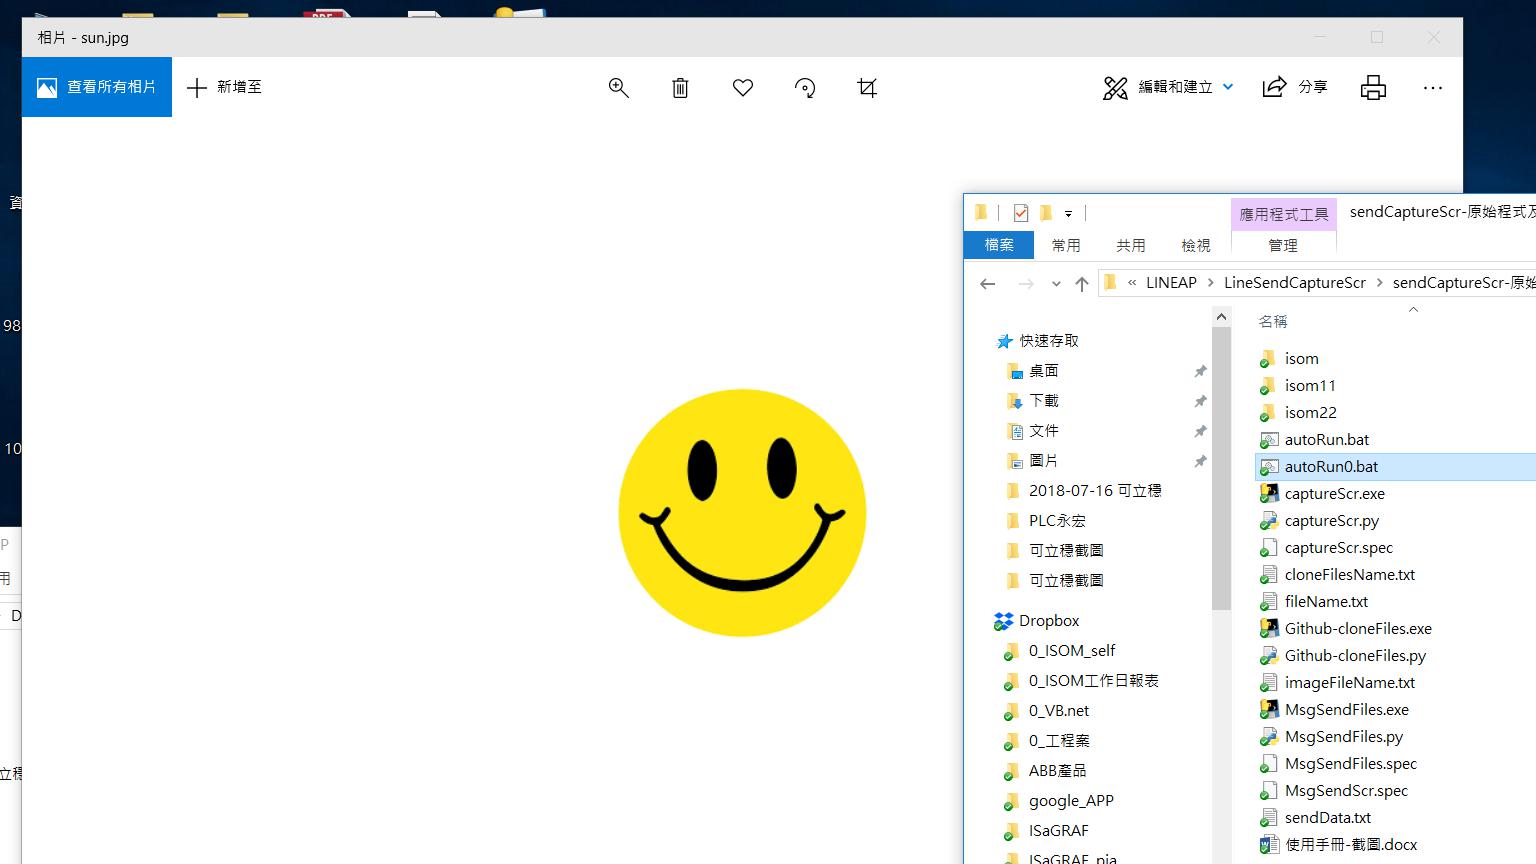 相片 - sun.jpg
查看所有相片
新增至
編輯和建立
分享
資
98
10
P
用
D
立穩
應用程式工具
sendCaptureScr-原始程式及
檔案
常用
共用
檢視
管理
« LINEAP > LineSendCaptureScr > sendCaptureScr-原始
名稱
快速存取
桌面
下載
文件
圖片
2018-07-16 可立穩
PLC永宏
可立穩截圖
可立穩截圖
Dropbox
0_ISOM_self
0_ISOM工作日報表
0_VB.net
0_工程案
ABB產品
google_APP
ISaGRAF
ISaGRAF_pia
isom
isom11
isom22
autoRun.bat
autoRun0.bat
captureScr.exe
captureScr.py
captureScr.spec
cloneFilesName.txt
fileName.txt
Github-cloneFiles.exe
Github-cloneFiles.py
imageFileName.txt
MsgSendFiles.exe
MsgSendFiles.py
MsgSendFiles.spec
MsgSendScr.spec
sendData.txt
使用手冊-截圖.docx